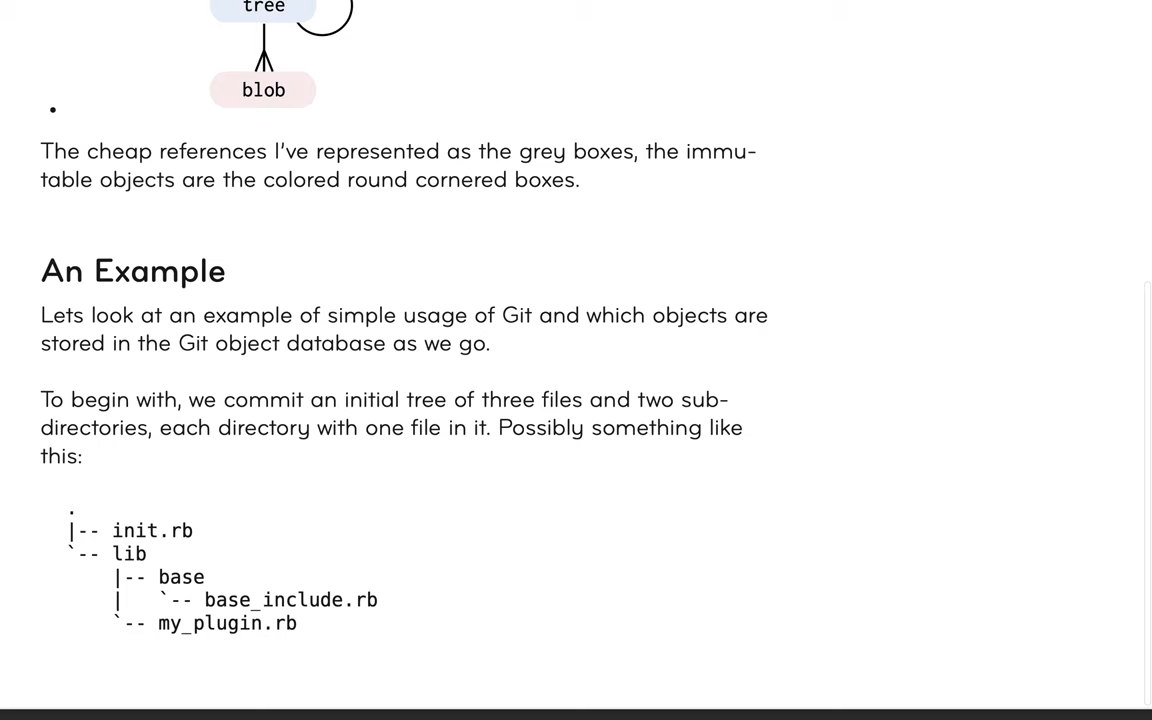 tree
blob
The cheap references I've represented as the grey boxes, the immu-
table objects are the colored round cornered boxes.
An Example
Lets look at an example of simple usage of Git and which objects are
stored in the Git object database as we go.
To begin with, we commit an initial tree of three files and two sub-
directories, each directory with one file in it. Possibly something like
this:
.
|-- init.rb
`-- lib
    |-- base
    |   `-- base_include.rb
    `-- my_plugin.rb